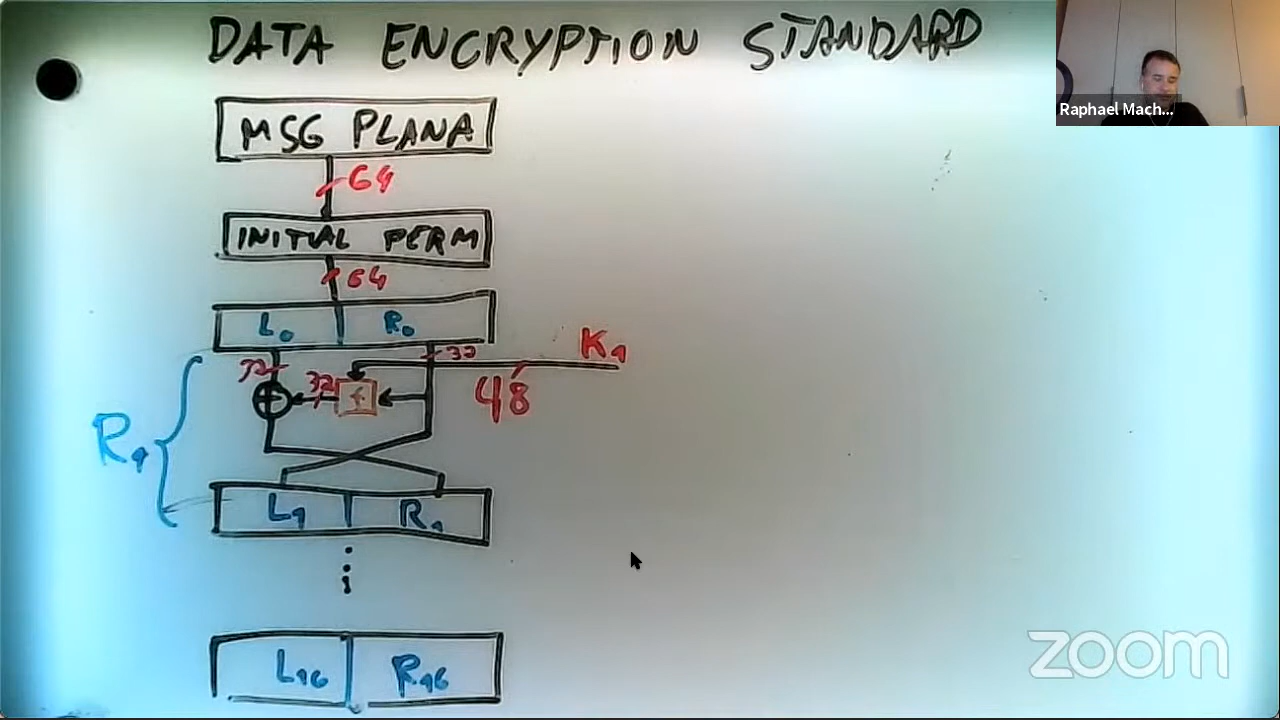 DATA ENCRYPTION STANDARD
Raphael Mach...
MSG PLANA
64
INITIAL PERM
64
L0 R0
32 32 K1
32 48
f
R1
L1 R1
L16 R16
zoom